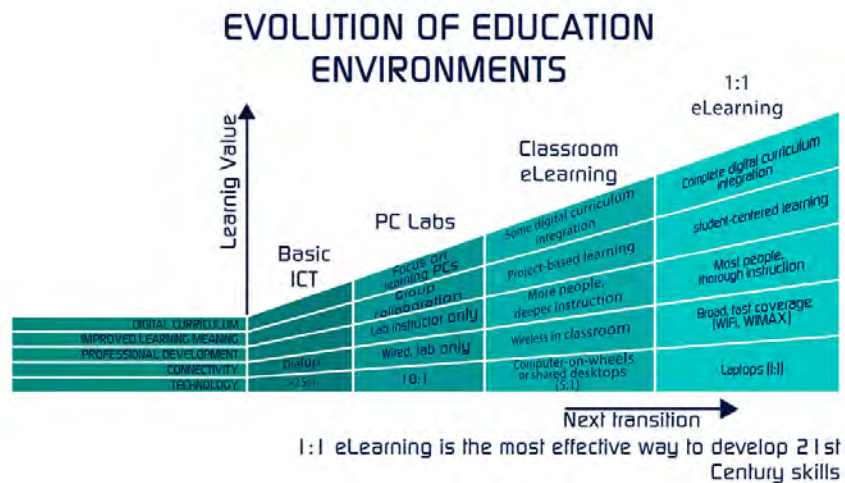 EVOLUTION OF EDUCATION
ENVIRONMENTS
Learnig Value
Basic
ICT
PC Labs
Classroom
eLearning
1:1
eLearning
DIGITAL CURRICULUM
Focus on
learning PCs
Some digital curriculum
integration
Complete digital curriculum
integration
IMPROVED LEARNING MEANING
Group
collaboration
Project-based learning
student-centered learning
PROFESSIONAL DEVELOPMENT
Lab instructor only
More people,
deeper instruction
Most people,
thorough instruction
CONNECTIVITY
Dialup
Wired, lab only
Wireless in classroom
Broad, fast coverage
(WiFi, WiMAX)
TECHNOLOGY
>25:1
10:1
Computer-on-wheels
or shared desktops
(5:1)
Laptops (1:1)
Next transition
1:1 eLearning is the most effective way to develop 21st
Century skills